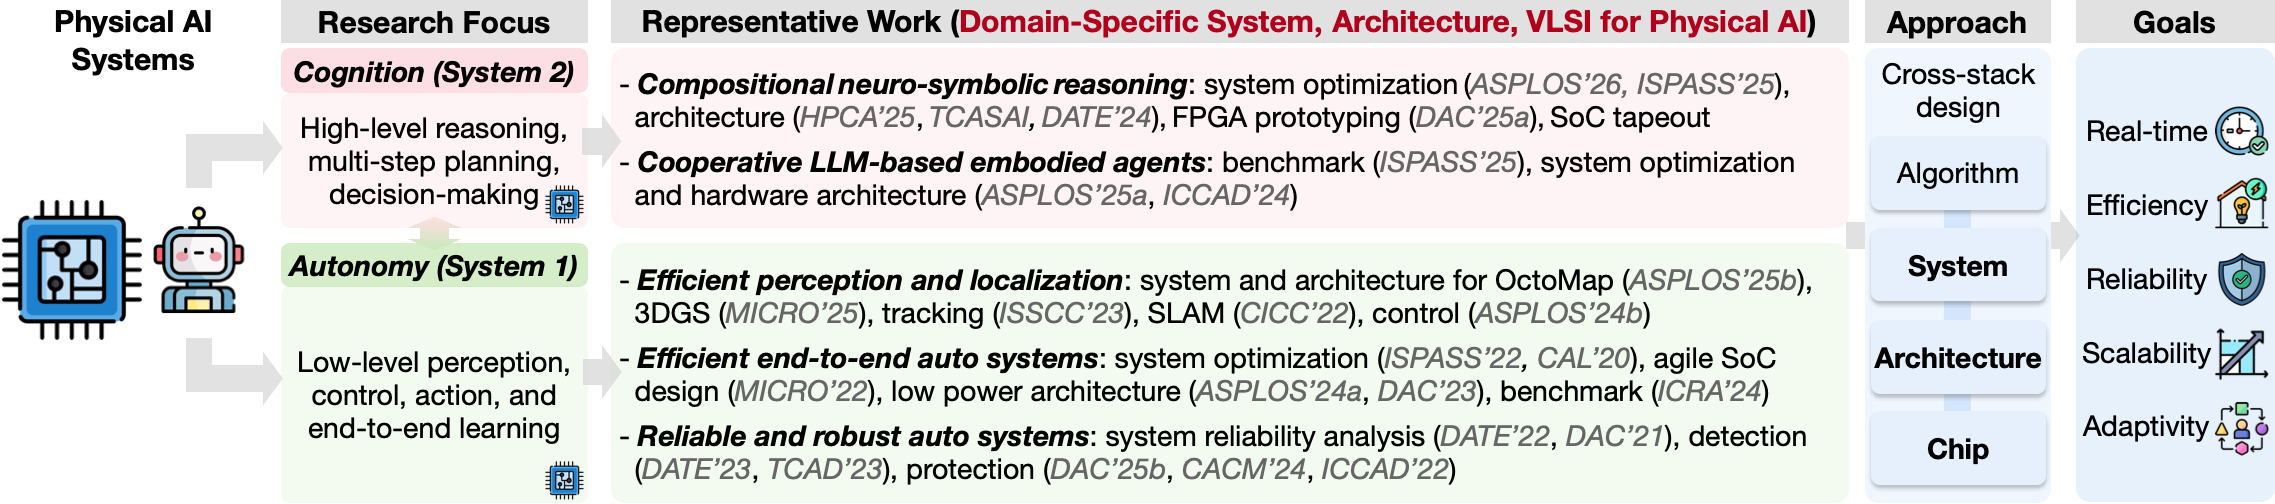 Physical AI
Systems
Research Focus
Cognition (System 2)
High-level reasoning,
multi-step planning,
decision-making
Autonomy (System 1)
Low-level perception,
control, action, and
end-to-end learning
Representative Work (Domain-Specific System, Architecture, VLSI for Physical AI)
- Compositional neuro-symbolic reasoning: system optimization (ASPLOS’26, ISPASS’25),
architecture (HPCA’25, TCASAI, DATE’24), FPGA prototyping (DAC’25a), SoC tapeout
- Cooperative LLM-based embodied agents: benchmark (ISPASS’25), system optimization
and hardware architecture (ASPLOS’25a, ICCAD’24)
- Efficient perception and localization: system and architecture for OctoMap (ASPLOS’25b),
3DGS (MICRO’25), tracking (ISSCC’23), SLAM (CICC’22), control (ASPLOS’24b)
- Efficient end-to-end auto systems: system optimization (ISPASS’22, CAL’20), agile SoC
design (MICRO’22), low power architecture (ASPLOS’24a, DAC’23), benchmark (ICRA’24)
- Reliable and robust auto systems: system reliability analysis (DATE’22, DAC’21), detection
(DATE’23, TCAD’23), protection (DAC’25b, CACM’24, ICCAD’22)
Approach
Cross-stack
design
Algorithm
System
Architecture
Chip
Goals
Real-time
Efficiency
Reliability
Scalability
Adaptivity